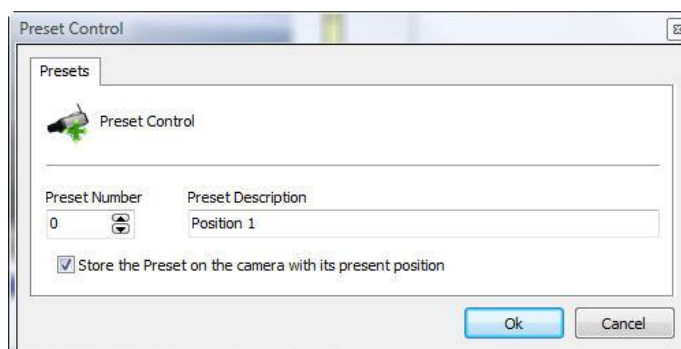 Preset Control
Presets
Preset Control
Preset Number Preset Description
0 Position 1
Store the Preset on the camera with its present position
Ok Cancel